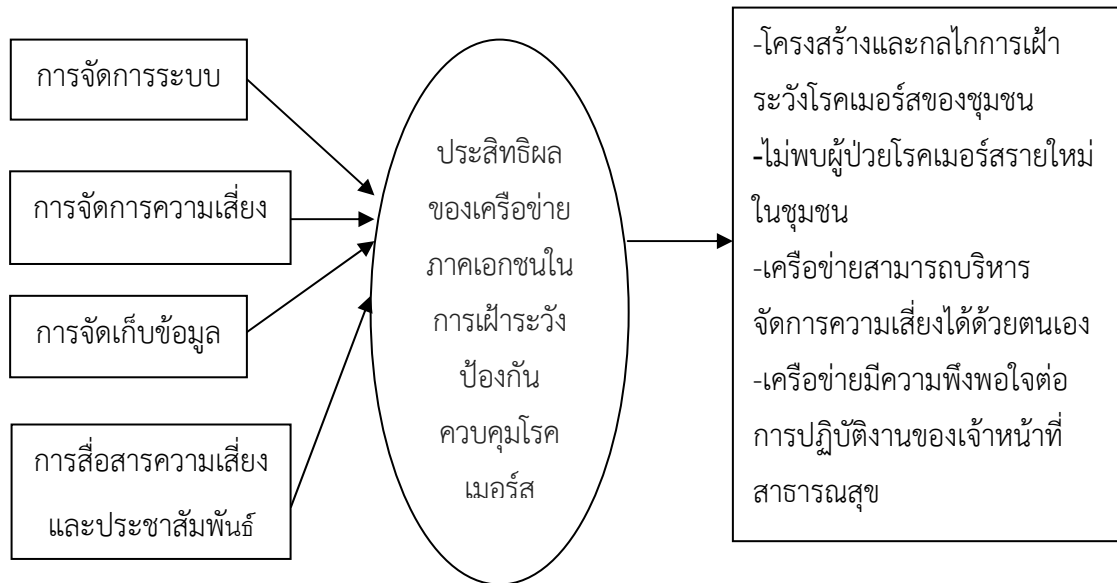 การจัดการระบบ
การจัดการความเสี่ยง
การจัดเก็บข้อมูล
การสื่อสารความเสี่ยง
และประชาสัมพันธ์
ประสิทธิผล
ของเครือข่าย
ภาคเอกชนใน
การเฝ้าระวัง
ป้องกัน
ควบคุมโรค
เมอร์ส
-โครงสร้างและกลไกการเฝ้า
ระวังโรคเมอร์สของชุมชน
-ไม่พบผู้ป่วยโรคเมอร์สรายใหม่
ในชุมชน
-เครือข่ายสามารถบริหาร
จัดการความเสี่ยงได้ด้วยตนเอง
-เครือข่ายมีความพึงพอใจต่อ
การปฏิบัติงานของเจ้าหน้าที่
สาธารณสุข